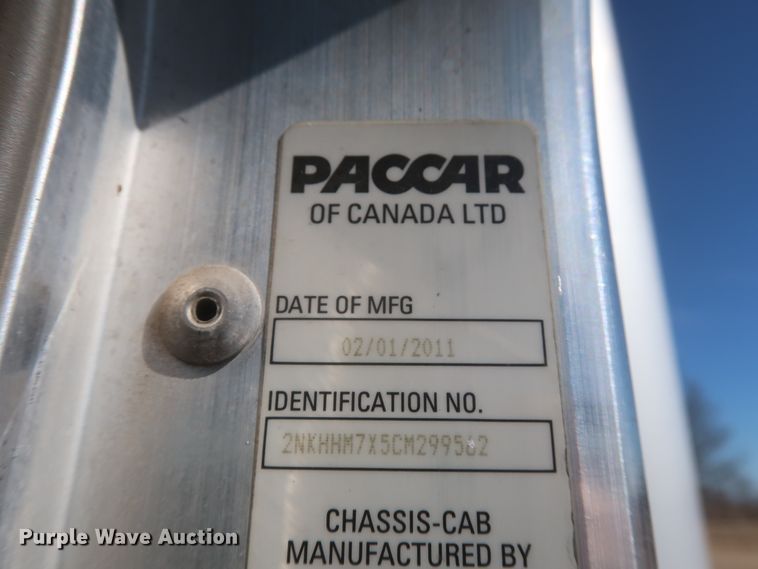 PACCAR
OF CANADA LTD
DATE OF MFG
02/01/2011
IDENTIFICATION NO.
2NKHHM7X5CM299562
CHASSIS-CAB
MANUFACTURED BY
Purple Wave Auction